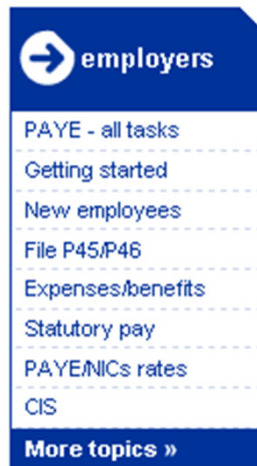 employers
PAYE - all tasks
Getting started
New employees
File P45/P46
Expenses/benefits
Statutory pay
PAYE/NICs rates
CIS
More topics »